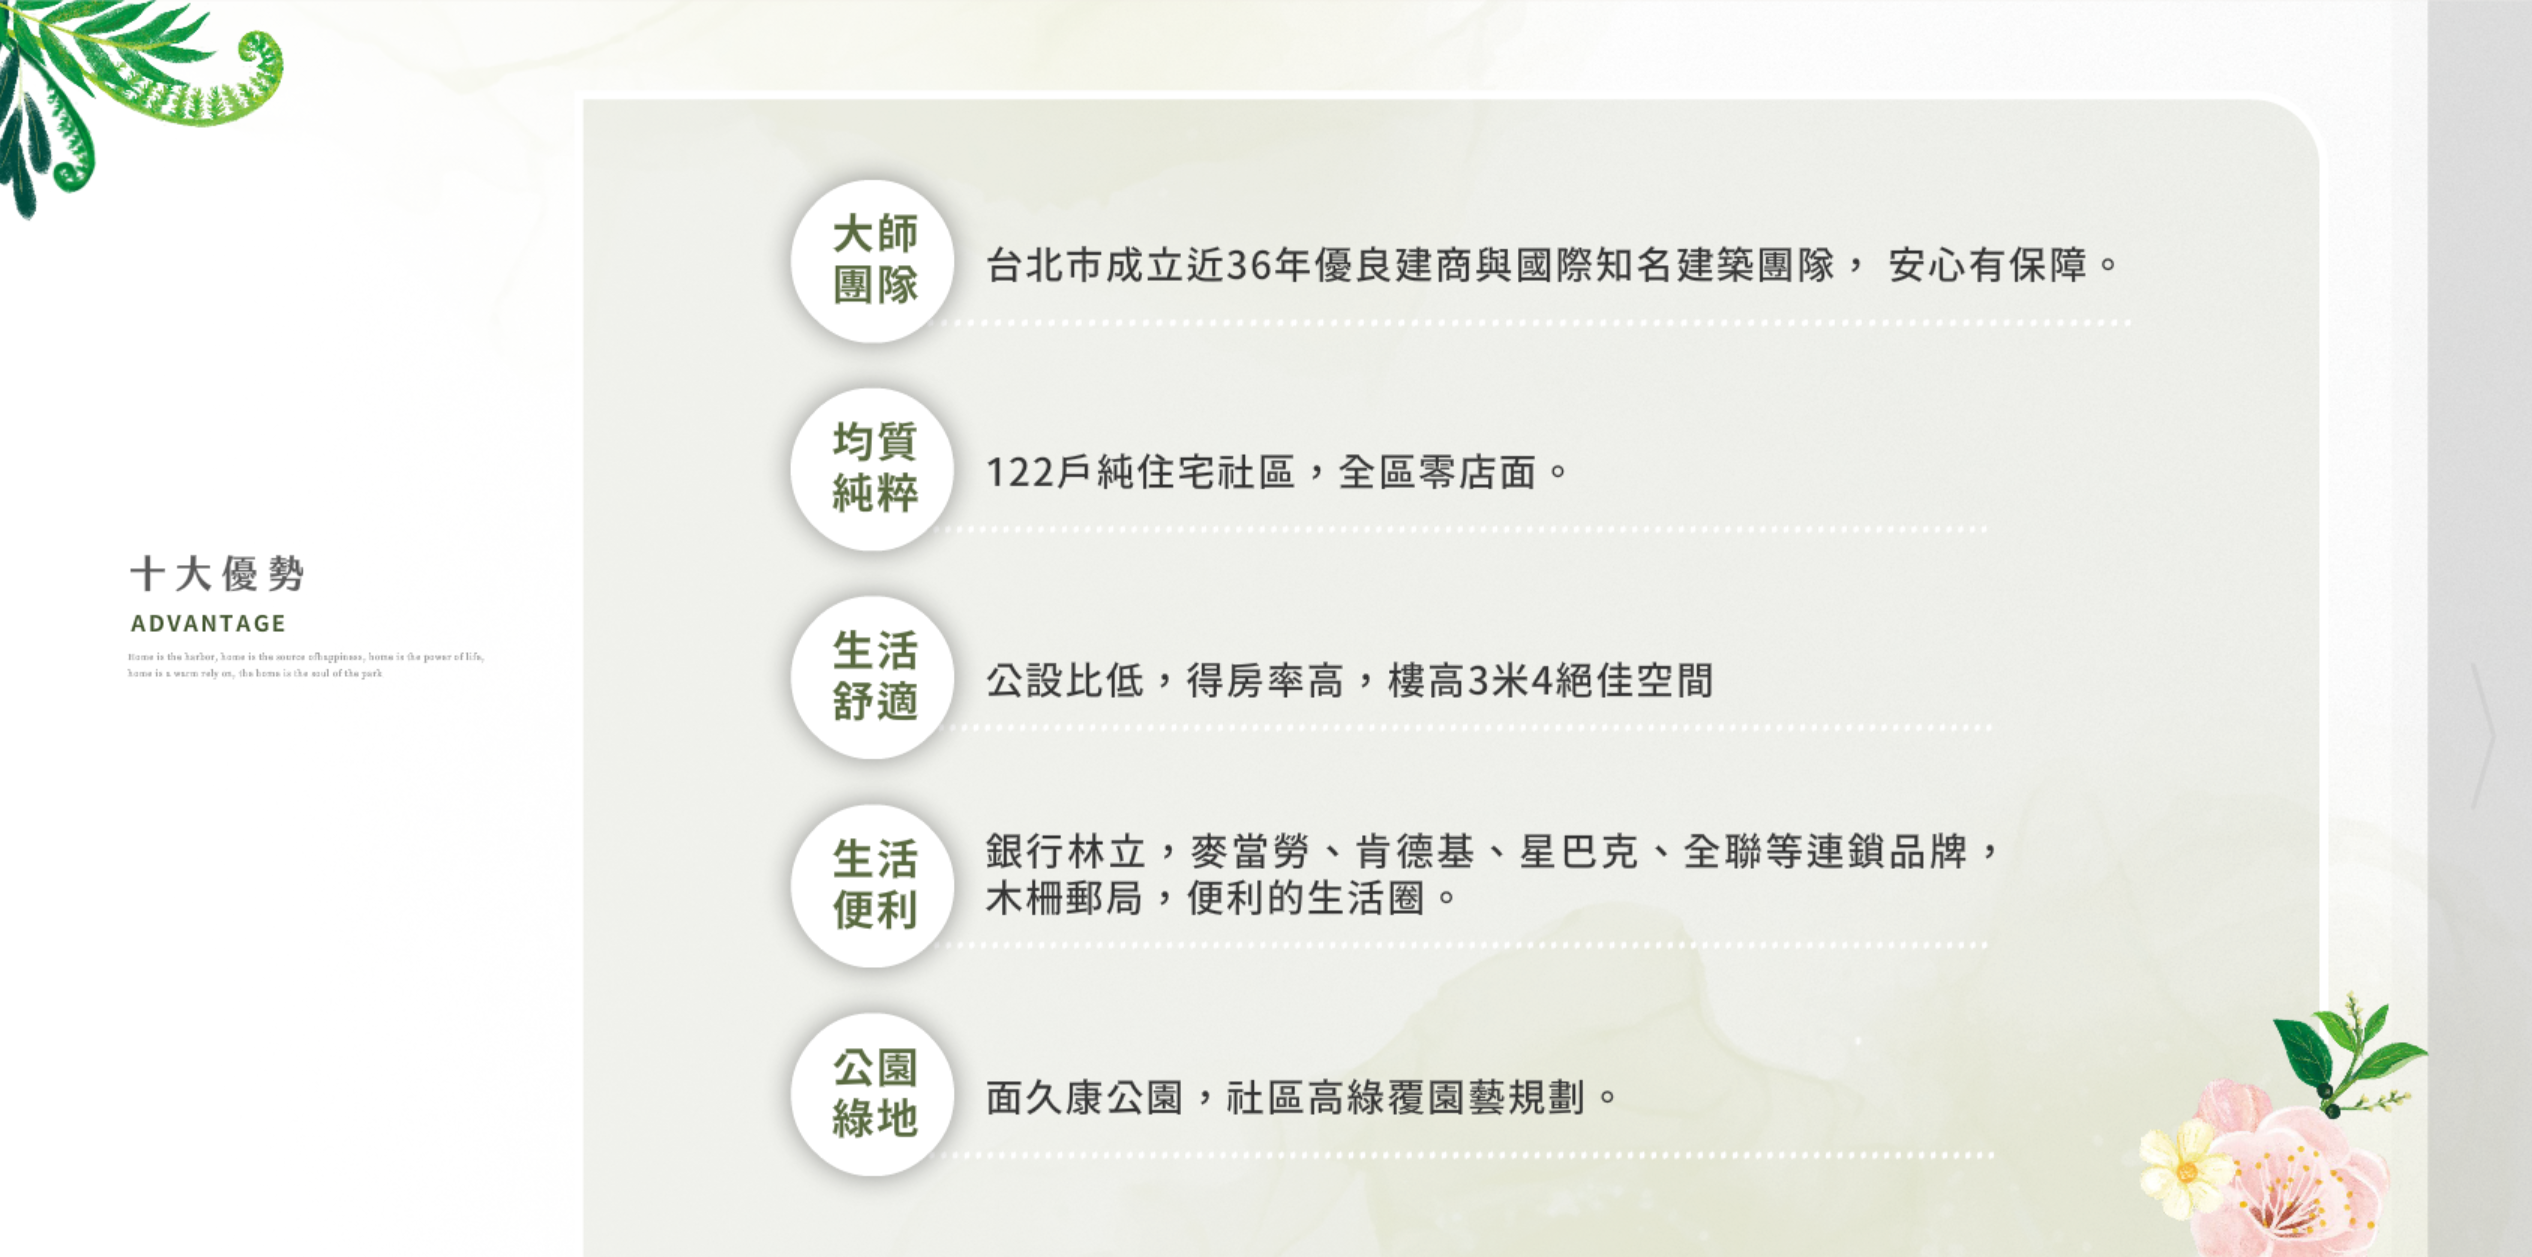 十大優勢
ADVANTAGE
Home is the harbor, home is the source ofhappiness, home is the power of life,
home is a warm rely on, the home is the soul of the park
大師
團隊
台北市成立近36年優良建商與國際知名建築團隊， 安心有保障。
均質
純粹
122戶純住宅社區，全區零店面。
生活
舒適
公設比低，得房率高，樓高3米4絕佳空間
生活
便利
銀行林立，麥當勞、肯德基、星巴克、全聯等連鎖品牌，
木柵郵局，便利的生活圈。
公園
綠地
面久康公園，社區高綠覆園藝規劃。